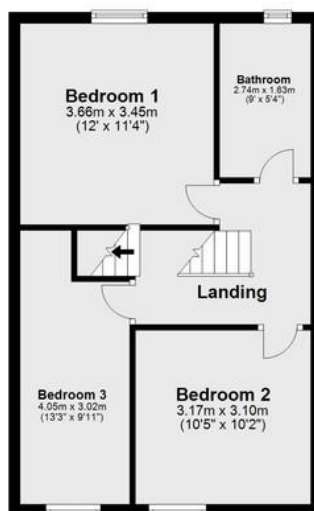 Bedroom 1
3.66m x 3.45m
(12' x 11'4")
Bathroom
2.74m x 1.63m
(9' x 5'4")
Landing
Bedroom 3
4.05m x 3.02m
(13'3" x 9'11")
Bedroom 2
3.17m x 3.10m
(10'5" x 10'2")